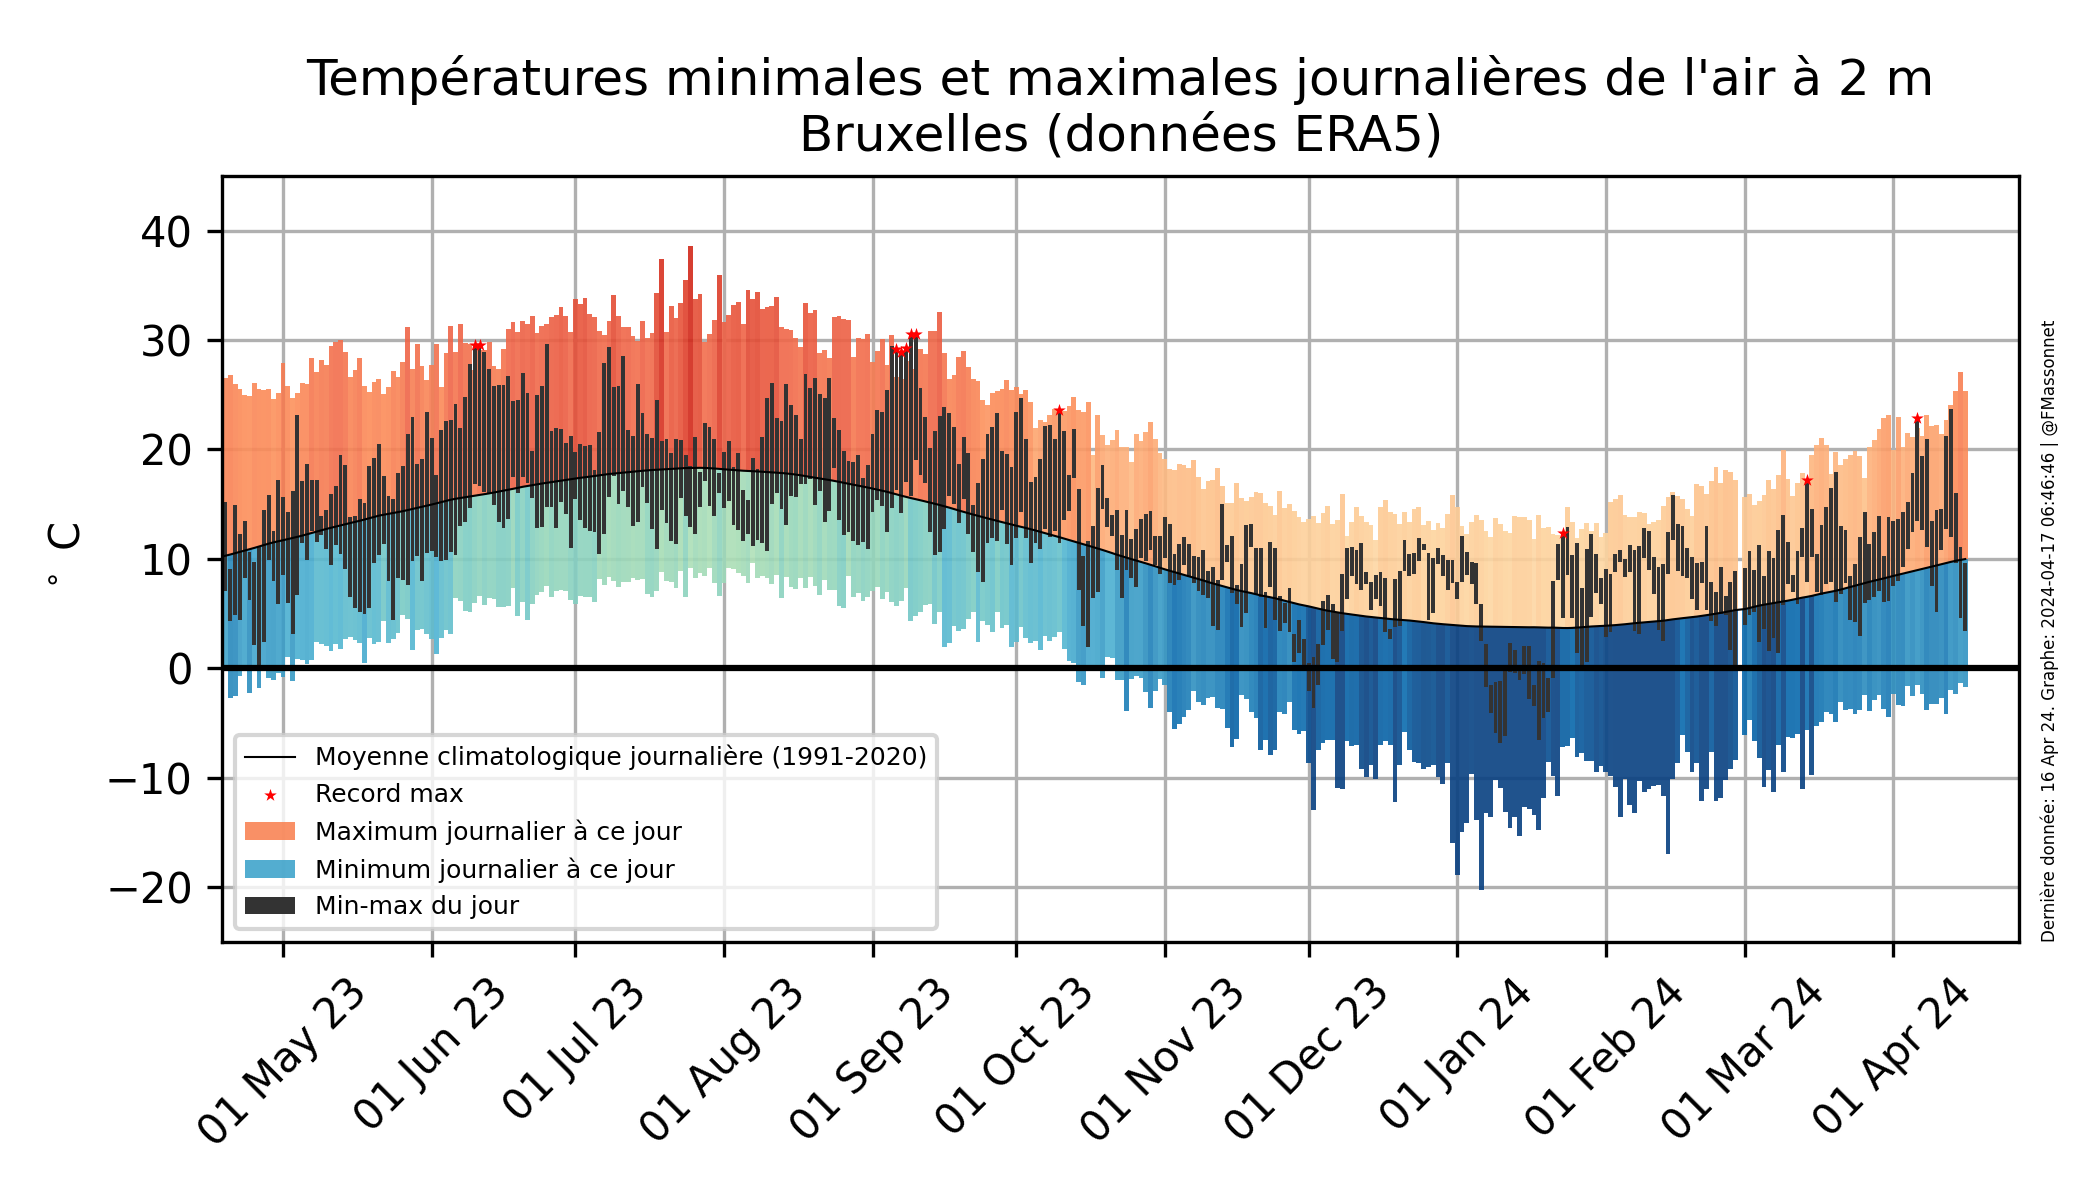 Températures minimales et maximales journalières de l'air à 2 m
Bruxelles (données ERA5)
° C
40
30
20
10
0
−10
−20
Moyenne climatologique journalière (1991-2020)
Record max
Maximum journalier à ce jour
Minimum journalier à ce jour
Min-max du jour
01 May 23
01 Jun 23
01 Jul 23
01 Aug 23
01 Sep 23
01 Oct 23
01 Nov 23
01 Dec 23
01 Jan 24
01 Feb 24
01 Mar 24
01 Apr 24
Dernière donnée: 16 Apr 24. Graphe: 2024-04-17 06:46:46 | @FMassonnet